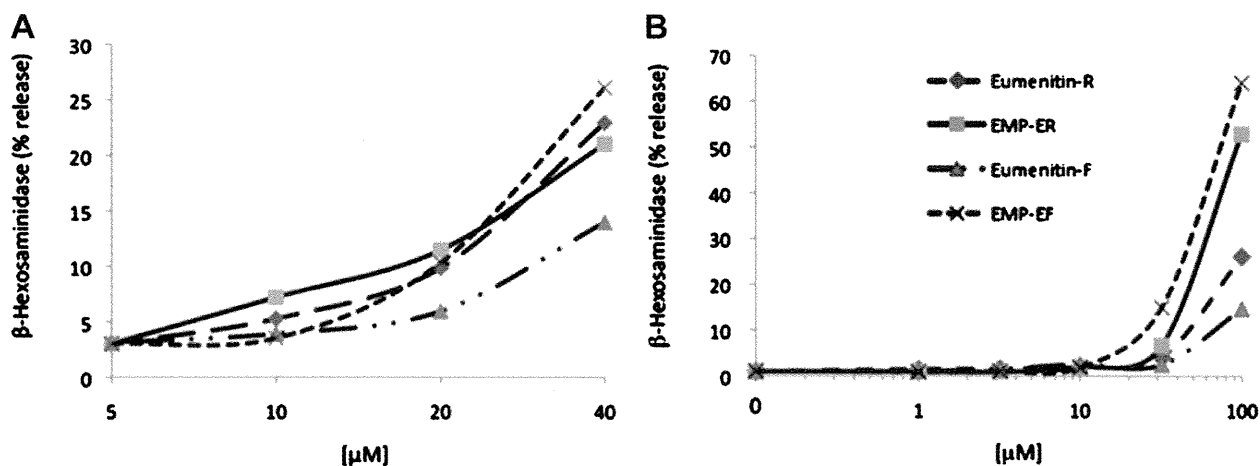 A
β-Hexosaminidase (% release)
30
25
20
15
10
5
0
5
10
20
40
[μM]
B
β-Hexosaminidase (% release)
70
60
50
40
30
20
10
0
Eumenitin-R
EMP-ER
Eumenitin-F
EMP-EF
0
1
10
100
[μM]